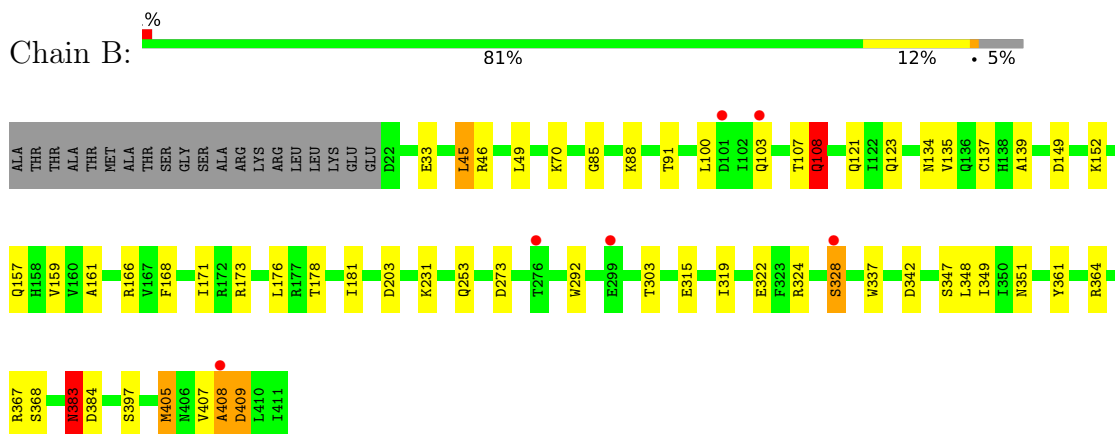 %
Chain B:
81% 12% • 5%
ALA THR THR ALA THR MET ALA THR SER GLY SER ALA ARG LYS ARG LEU LEU LYS GLU GLU D22 E33 L45 R46 L49 K70 G85 K88 T91 L100 D101 I102 Q103 T107 Q108 Q121 I122 Q123 N134 V135 Q136 C137 H138 A139 D149 K152
Q157 H158 V159 V160 A161 R166 V167 F168 I171 R172 R173 L176 R177 T178 I181 D203 K231 Q253 D273 T276 W292 E299 T303 E315 I319 E322 F323 R324 S328 W337 D342 S347 L348 I349 I350 N351 Y361 R364
R367 S368 N383 D384 S397 M405 N406 V407 A408 D409 L410 I411